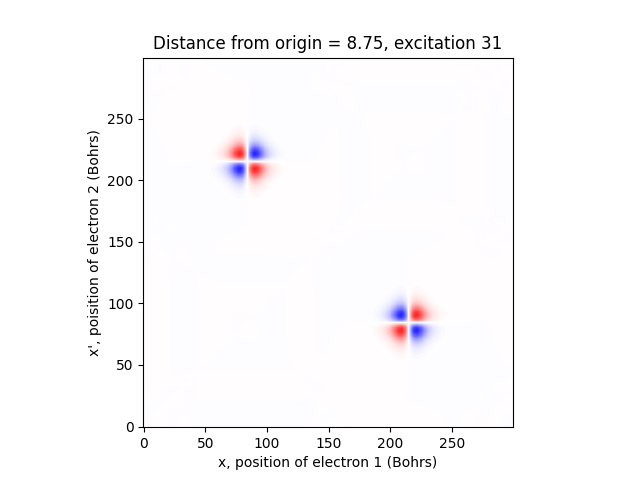 Distance from origin = 8.75, excitation 31
x', poisition of electron 2 (Bohrs)
250
200
150
100
50
0
0 50 100 150 200 250
x, position of electron 1 (Bohrs)